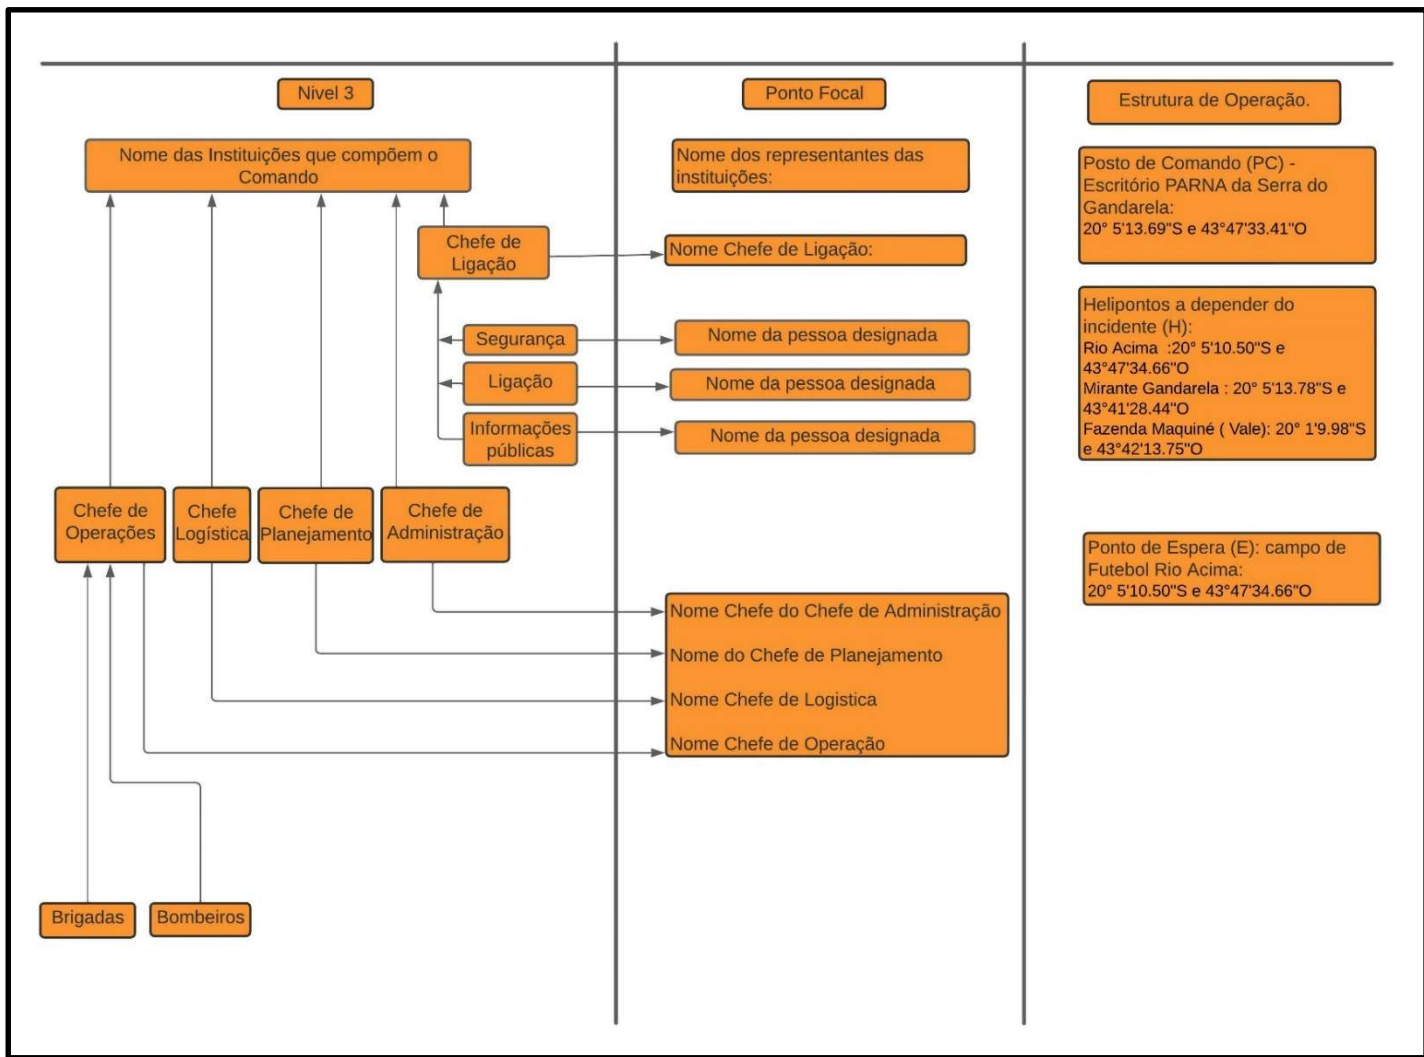 Nivel 3
Nome das Instituições que compõem o
Comando
Chefe de
Ligação
Segurança
Ligação
Informações
públicas
Chefe de
Operações
Chefe
Logística
Chefe de
Planejamento
Chefe de
Administração
Brigadas
Bombeiros
Ponto Focal
Nome dos representantes das
instituições:
Nome Chefe de Ligação:
Nome da pessoa designada
Nome da pessoa designada
Nome da pessoa designada
Nome Chefe do Chefe de Administração
Nome do Chefe de Planejamento
Nome Chefe de Logistica
Nome Chefe de Operação
Estrutura de Operação.
Posto de Comando (PC) -
Escritório PARNA da Serra do
Gandarela:
20° 5'13.69"S e 43°47'33.41"O
Helipontos a depender do
incidente (H):
Rio Acima :20° 5'10.50"S e
43°47'34.66"O
Mirante Gandarela : 20° 5'13.78"S e
43°41'28.44"O
Fazenda Maquiné ( Vale): 20° 1'9.98"S
e 43°42'13.75"O
Ponto de Espera (E): campo de
Futebol Rio Acima:
20° 5'10.50"S e 43°47'34.66"O